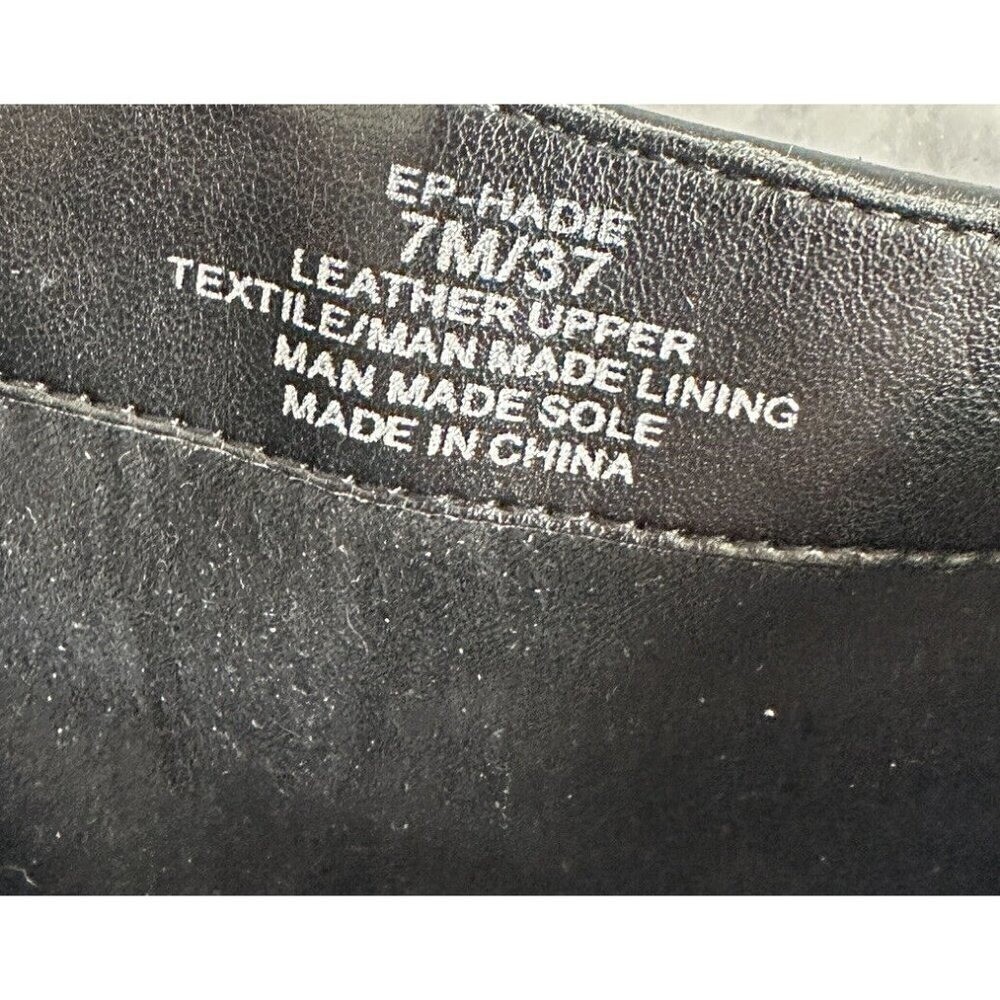 EP-HADIE
7M/37
LEATHER UPPER
TEXTILE/MAN MADE LINING
MAN MADE SOLE
MADE IN CHINA